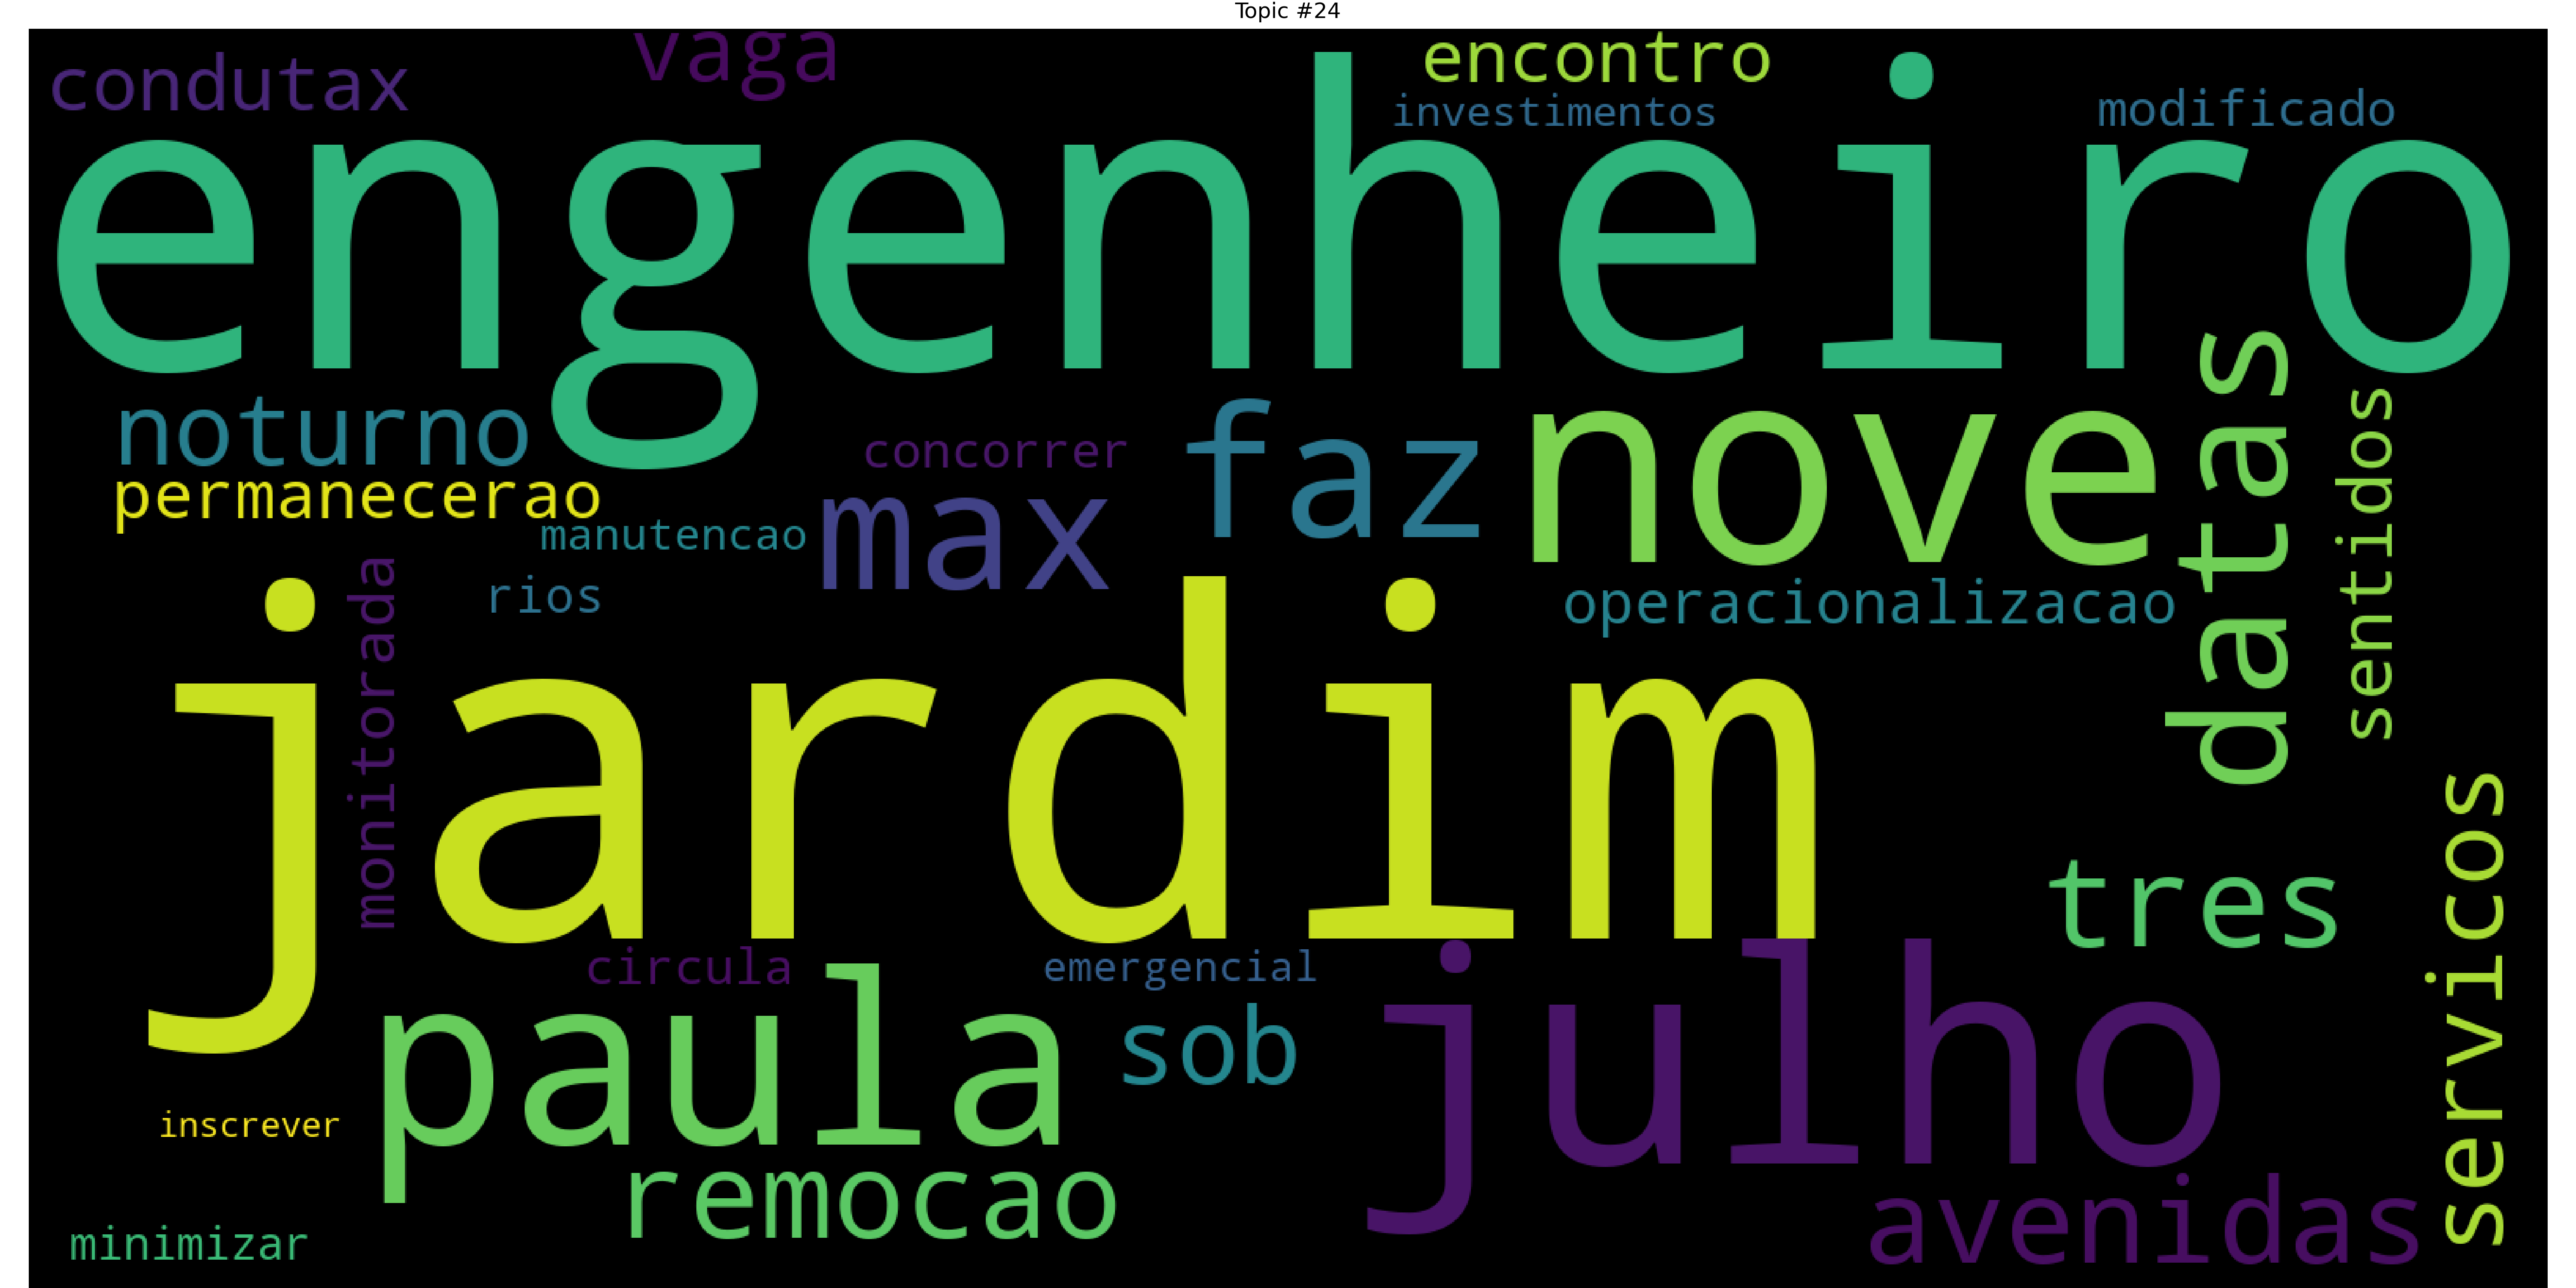 Topic #24
condutax
vaga
encontro
investimentos
modificado
engenheiro
noturno
permanecerao
manutencao
concorrer
max
faz
nove
datas
sentidos
monitorada
rios
operacionalizacao
jardim
tres
servicos
circula
emergencial
paula
sob
julho
inscrever
remocao
avenidas
minimizar